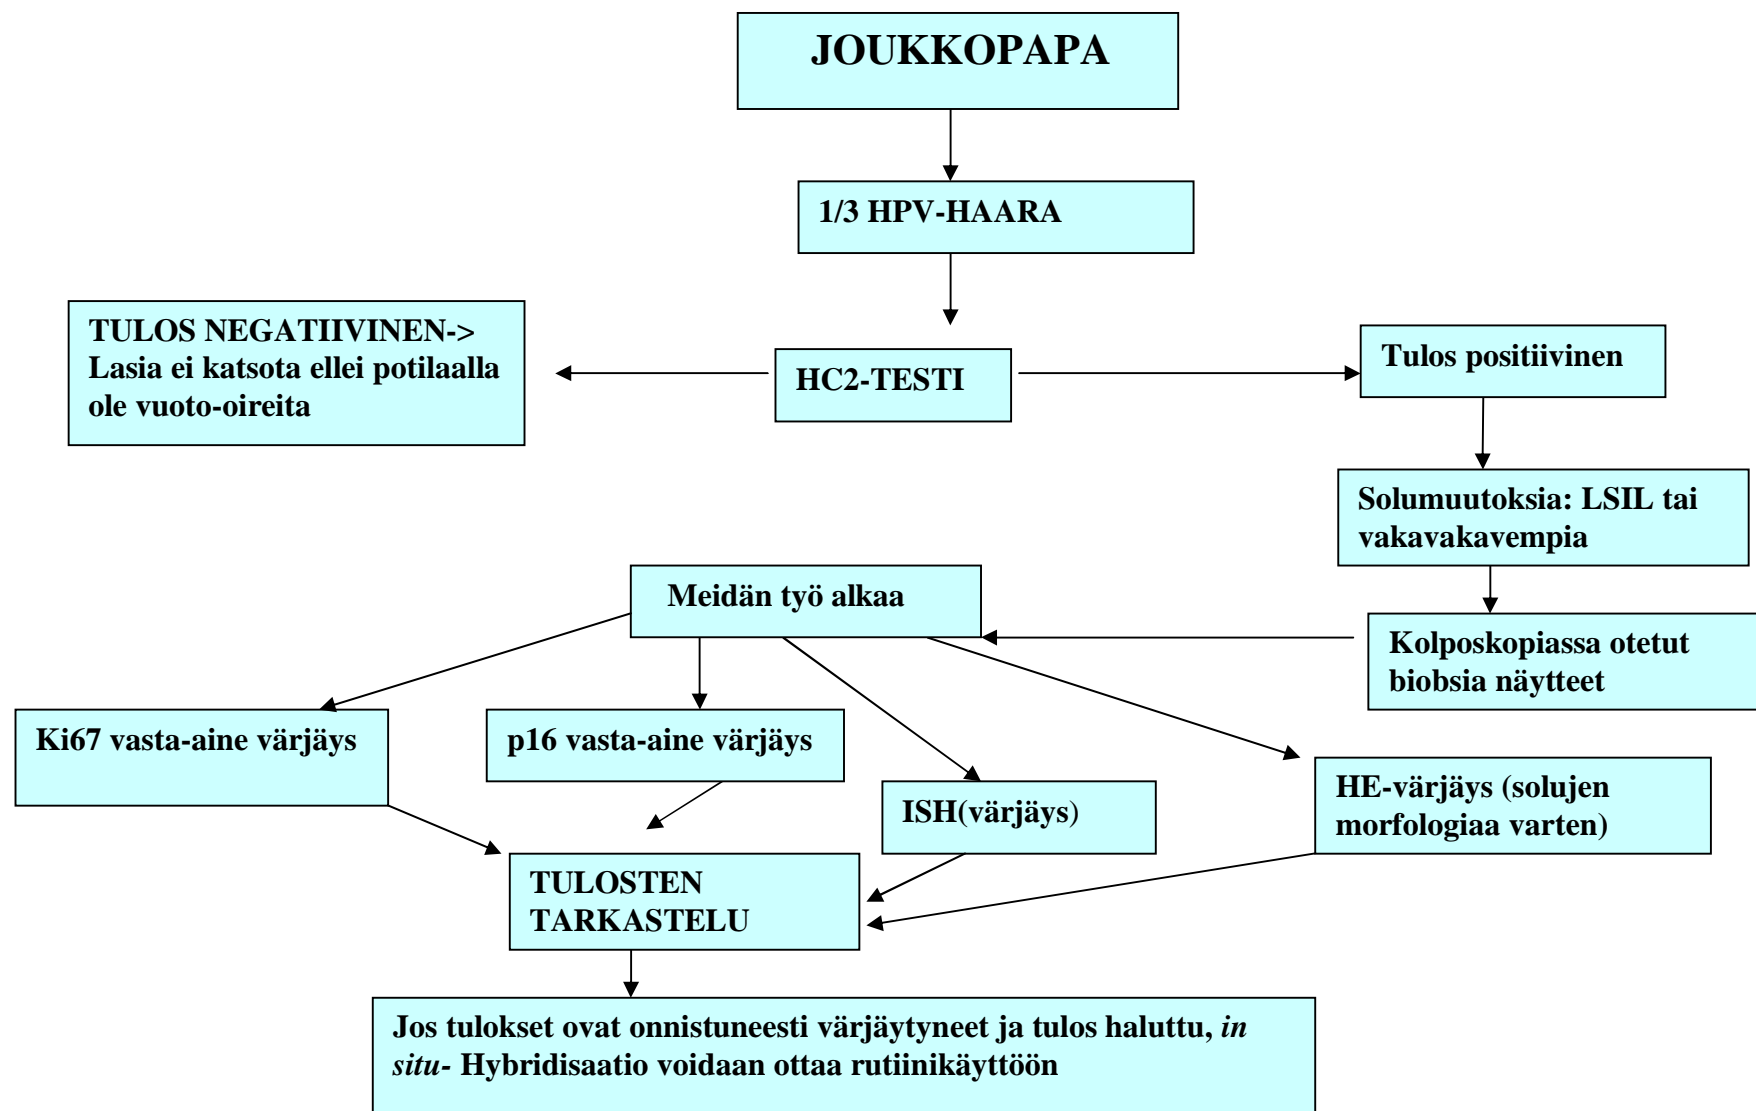 JOUKKOPAPA
1/3 HPV-HAARA
TULOS NEGATIIVINEN->
Lasia ei katsota ellei potilaalla
ole vuoto-oireita
HC2-TESTI
Tulos positiivinen
Solumuutoksia: LSIL tai
vakavakavempia
Kolposkopiassa otetut
biobsia näytteet
Meidän työ alkaa
Ki67 vasta-aine värjäys
p16 vasta-aine värjäys
ISH(värjäys)
HE-värjäys (solujen
morfologiaa varten)
TULOSTEN
TARKASTELU
Jos tulokset ovat onnistuneesti värjäytyneet ja tulos haluttu, in
situ- Hybridisaatio voidaan ottaa rutiinikäyttöön